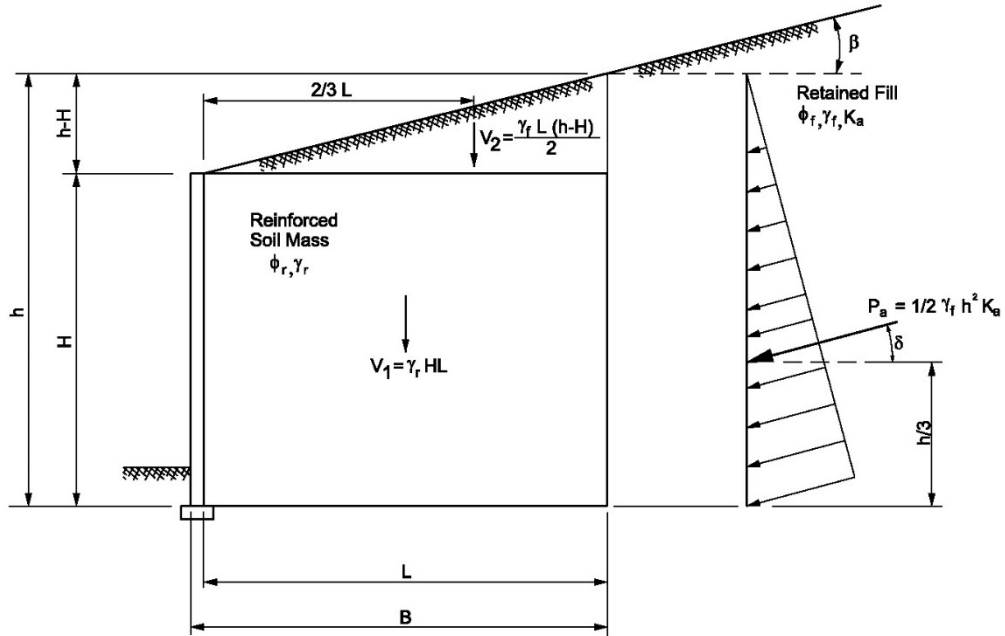 β
2/3 L
Retained Fill
ϕf,γf,Ka
h-H
V2=γf L (h-H)/2
Reinforced
Soil Mass
ϕr,γr
h
H
Pa = 1/2 γf h² Ka
δ
V1=γr HL
h/3
L
B